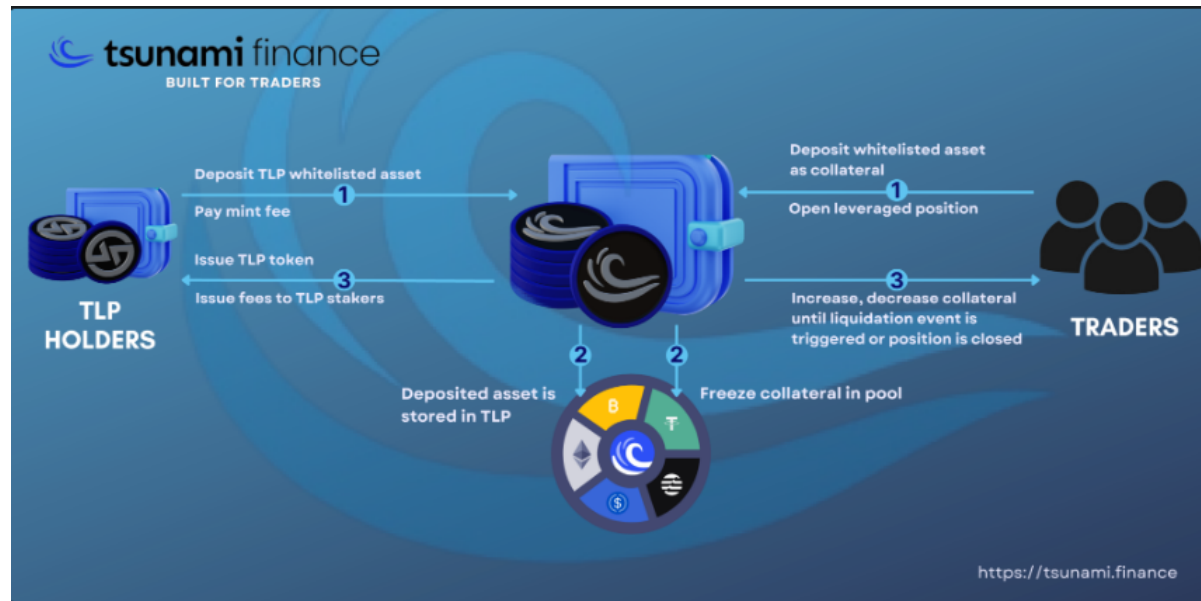 tsunami finance
BUILT FOR TRADERS
Deposit TLP whitelisted asset
1
Pay mint fee
Issue TLP token
3
Issue fees to TLP stakers
TLP
HOLDERS
Deposit whitelisted asset
as collateral
1
Open leveraged position
3
Increase, decrease collateral
until liquidation event is
triggered or position is closed
TRADERS
2
2
Deposited asset is
stored in TLP
Freeze collateral in pool
https://tsunami.finance